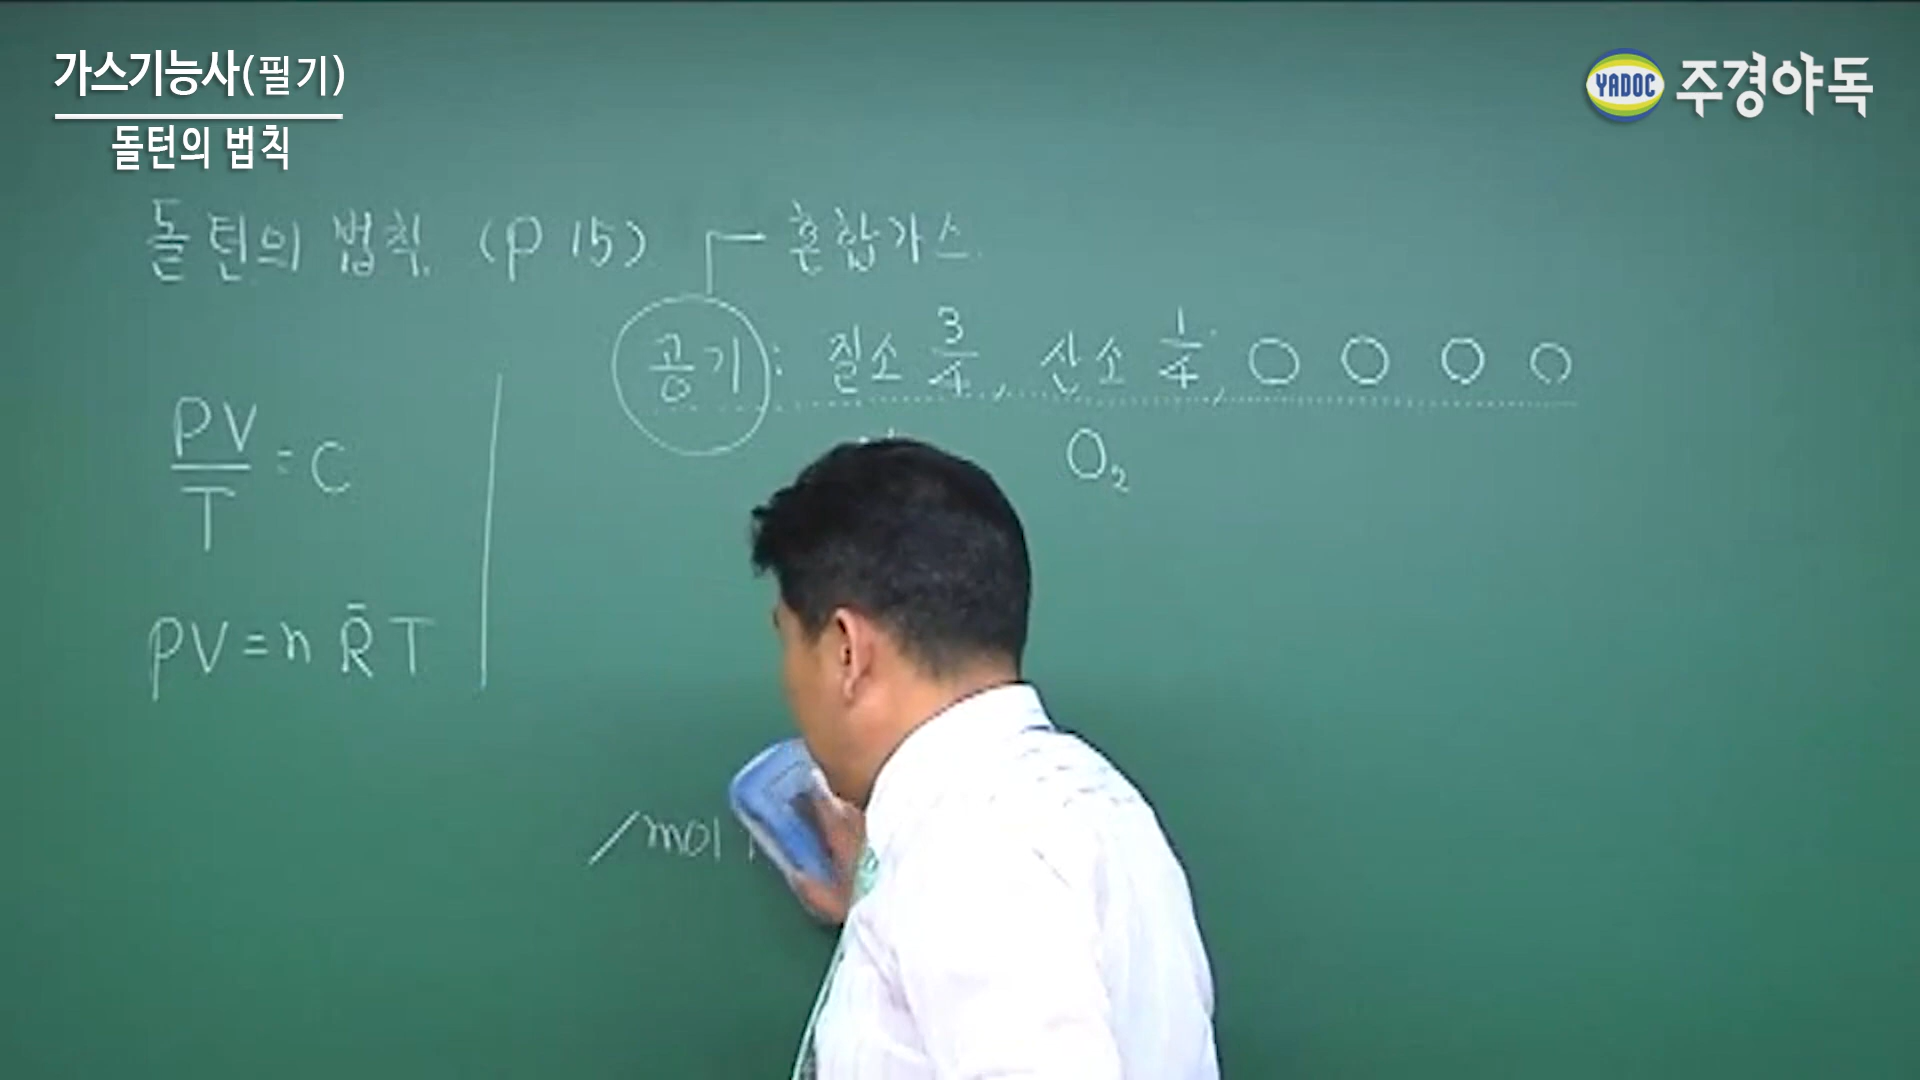 가스기능사(필기)
돌턴의 법칙
YADOC 주경야독
돌턴의 법칙. (P 15)
혼합가스
공기 : 질소 3/4, 산소 1/4, ○ ○ ○ ○
O₂
PV/T = C
PV = n R̄ T
/mol